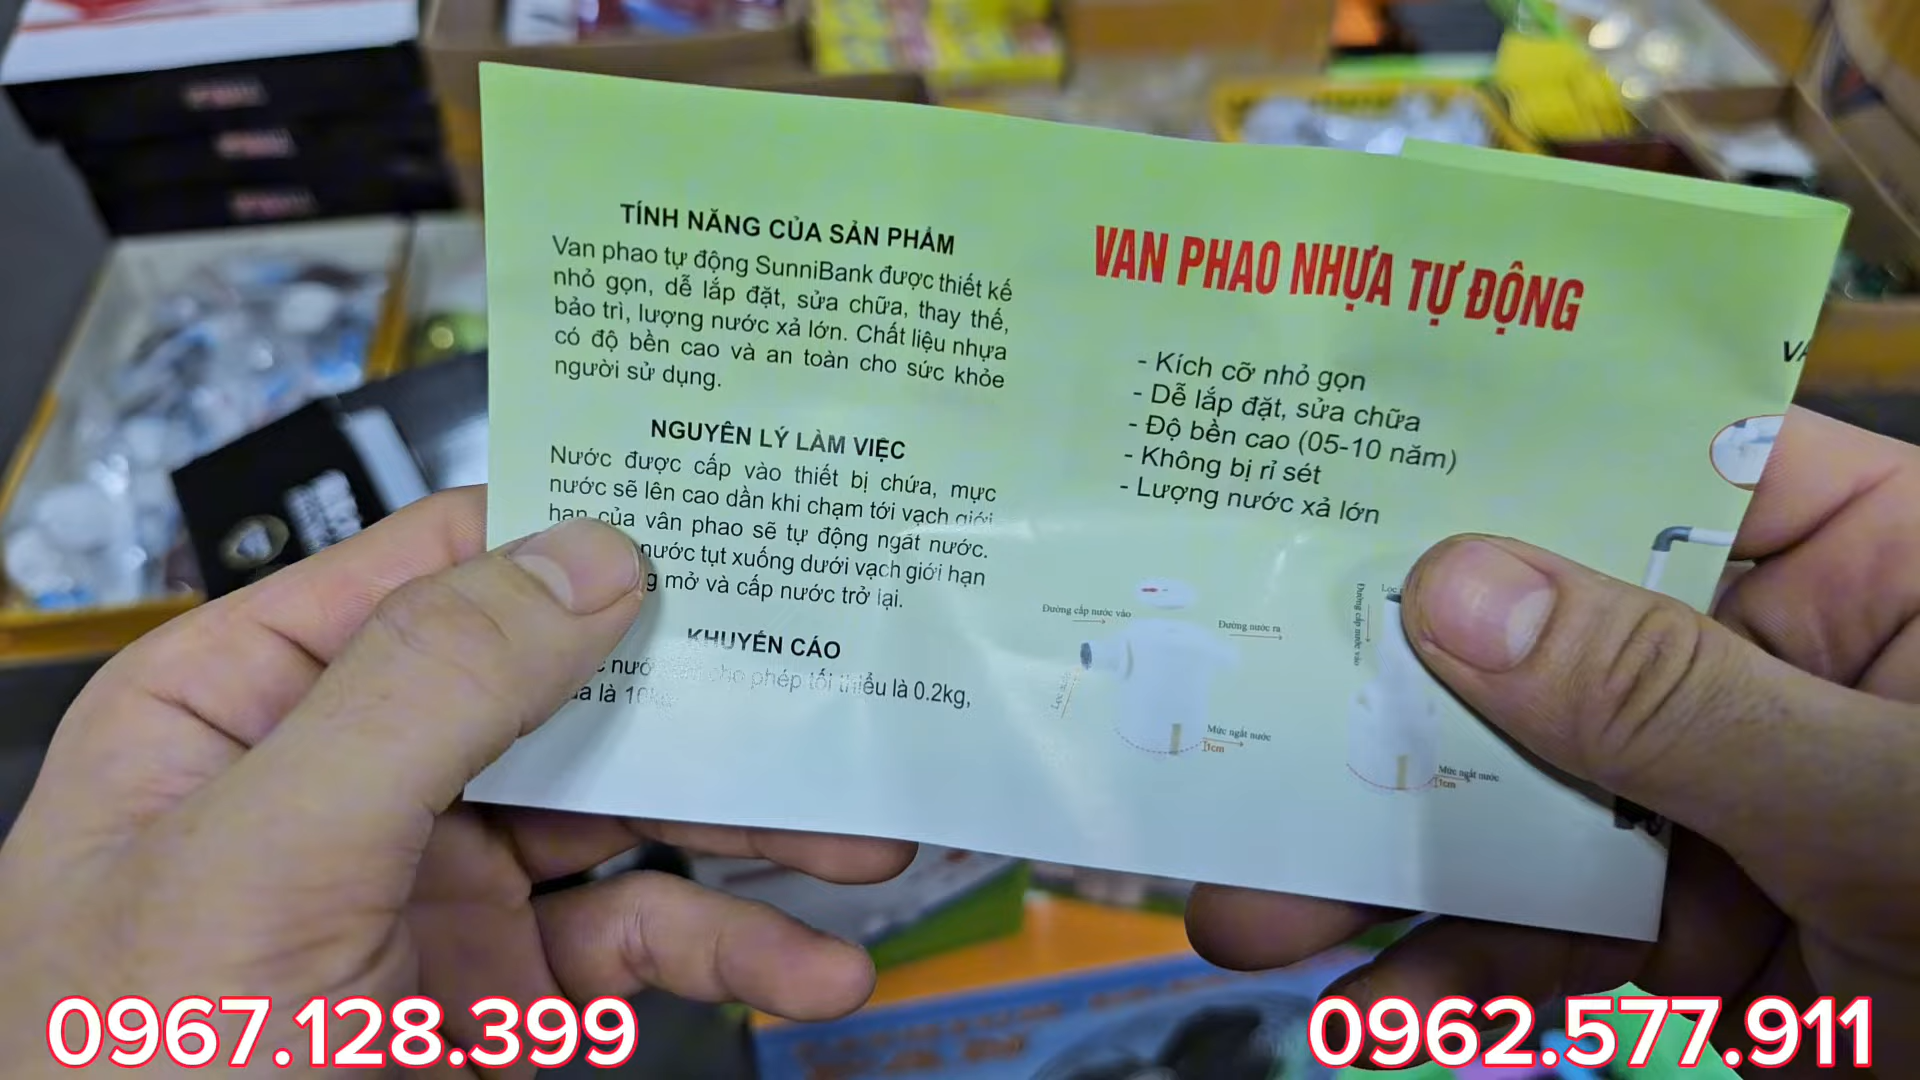 TÍNH NĂNG CỦA SẢN PHẨM
Van phao tự động SunniBank được thiết kế
nhỏ gọn, dễ lắp đặt, sửa chữa, thay thế,
bảo trì, lượng nước xả lớn. Chất liệu nhựa
có độ bền cao và an toàn cho sức khỏe
người sử dụng.
NGUYÊN LÝ LÀM VIỆC
Nước được cấp vào thiết bị chứa, mực
nước sẽ lên cao dần khi chạm tới vạch giới
hạn của vân phao sẽ tự động ngắt nước.
nước tụt xuống dưới vạch giới hạn
mở và cấp nước trở lại.
KHUYẾN CÁO
cho phép tối thiểu là 0.2kg,
là
VAN PHAO NHỰA TỰ ĐỘNG
- Kích cỡ nhỏ gọn
- Dễ lắp đặt, sửa chữa
- Độ bền cao (05-10 năm)
- Không bị rỉ sét
- Lượng nước xả lớn
Đường cấp nước vào
Đường nước ra
Mức ngắt nước
1cm
Đường cấp nước vào
Lọc
Mức ngắt nước
1cm
0967.128.399
0962.577.911